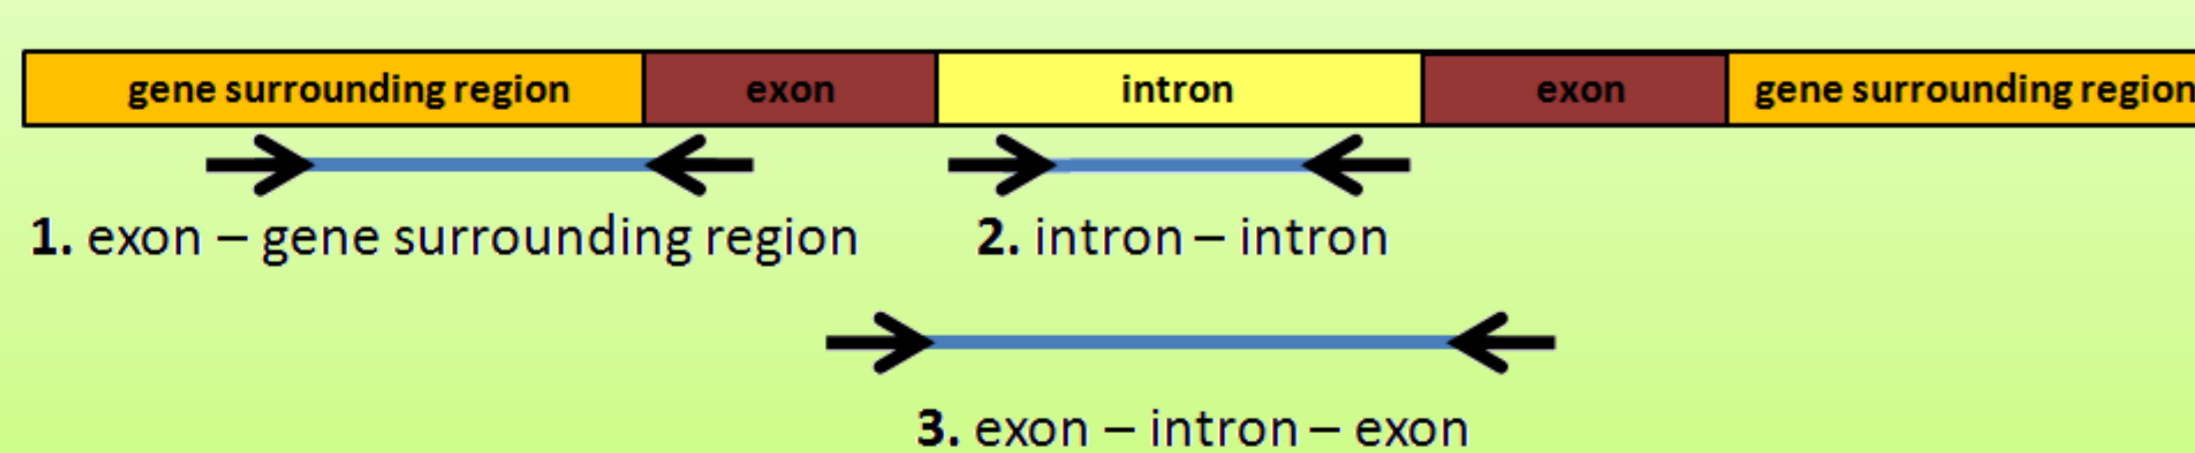 gene surrounding region exon intron exon gene surrounding region
1. exon – gene surrounding region 2. intron – intron
3. exon – intron – exon